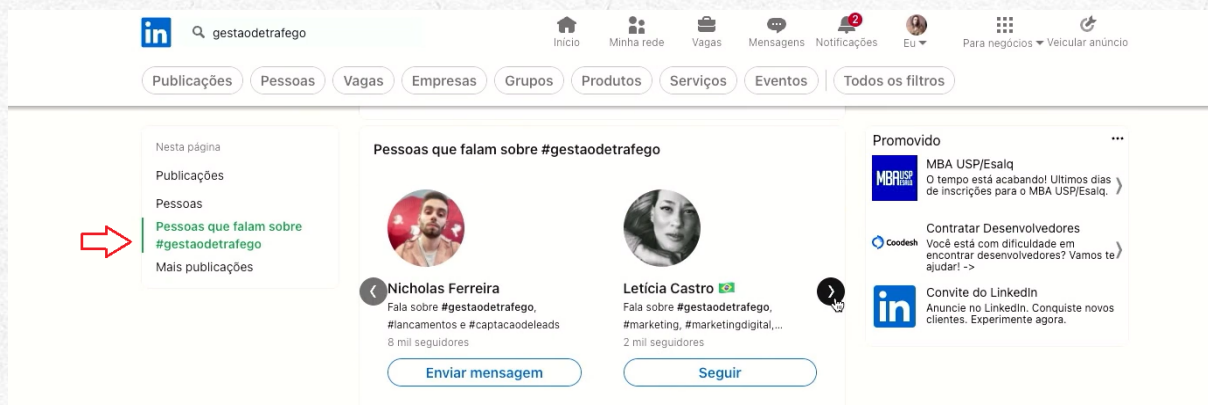 in
gestaodetrafego
Início
Minha rede
Vagas
Mensagens
2
Notificações
Eu
Para negócios
Veicular anúncio
Publicações
Pessoas
Vagas
Empresas
Grupos
Produtos
Serviços
Eventos
Todos os filtros
Nesta página
Publicações
Pessoas
Pessoas que falam sobre
#gestaodetrafego
Mais publicações
Pessoas que falam sobre #gestaodetrafego
Nicholas Ferreira
Fala sobre #gestaodetrafego,
#lancamentos e #captacaodeleads
8 mil seguidores
Enviar mensagem
Letícia Castro
Fala sobre #gestaodetrafego,
#marketing, #marketingdigital,...
2 mil seguidores
Seguir
Promovido
MBAUSP
ESALQ
MBA USP/Esalq
O tempo está acabando! Ultimos dias
de inscrições para o MBA USP/Esalq.
Coodesh
Contratar Desenvolvedores
Você está com dificuldade em
encontrar desenvolvedores? Vamos te
ajudar! ->
in
Convite do LinkedIn
Anuncie no LinkedIn. Conquiste novos
clientes. Experimente agora.